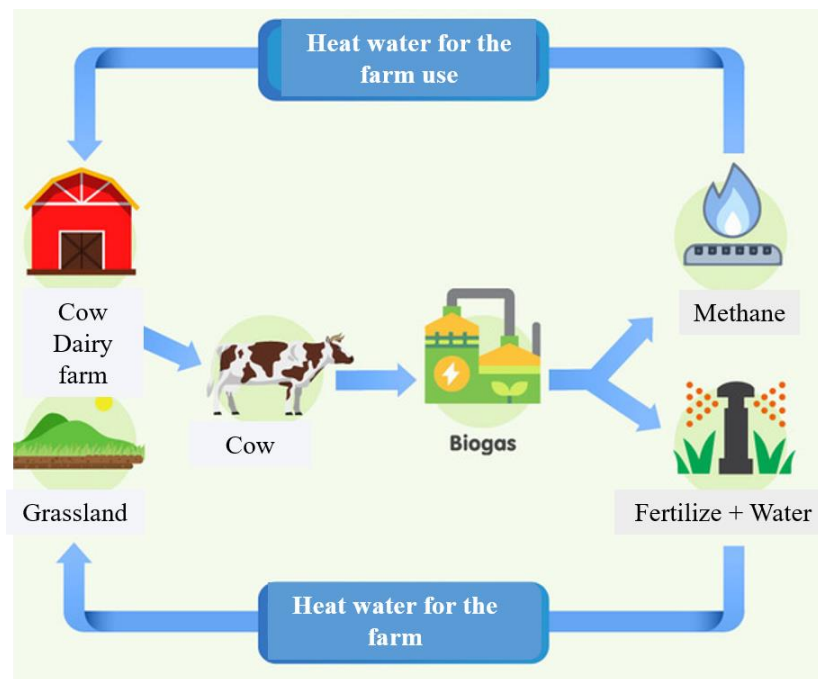 Heat water for the
farm use
Cow
Dairy
farm
Methane
Cow
Biogas
Grassland
Fertilize + Water
Heat water for the
farm